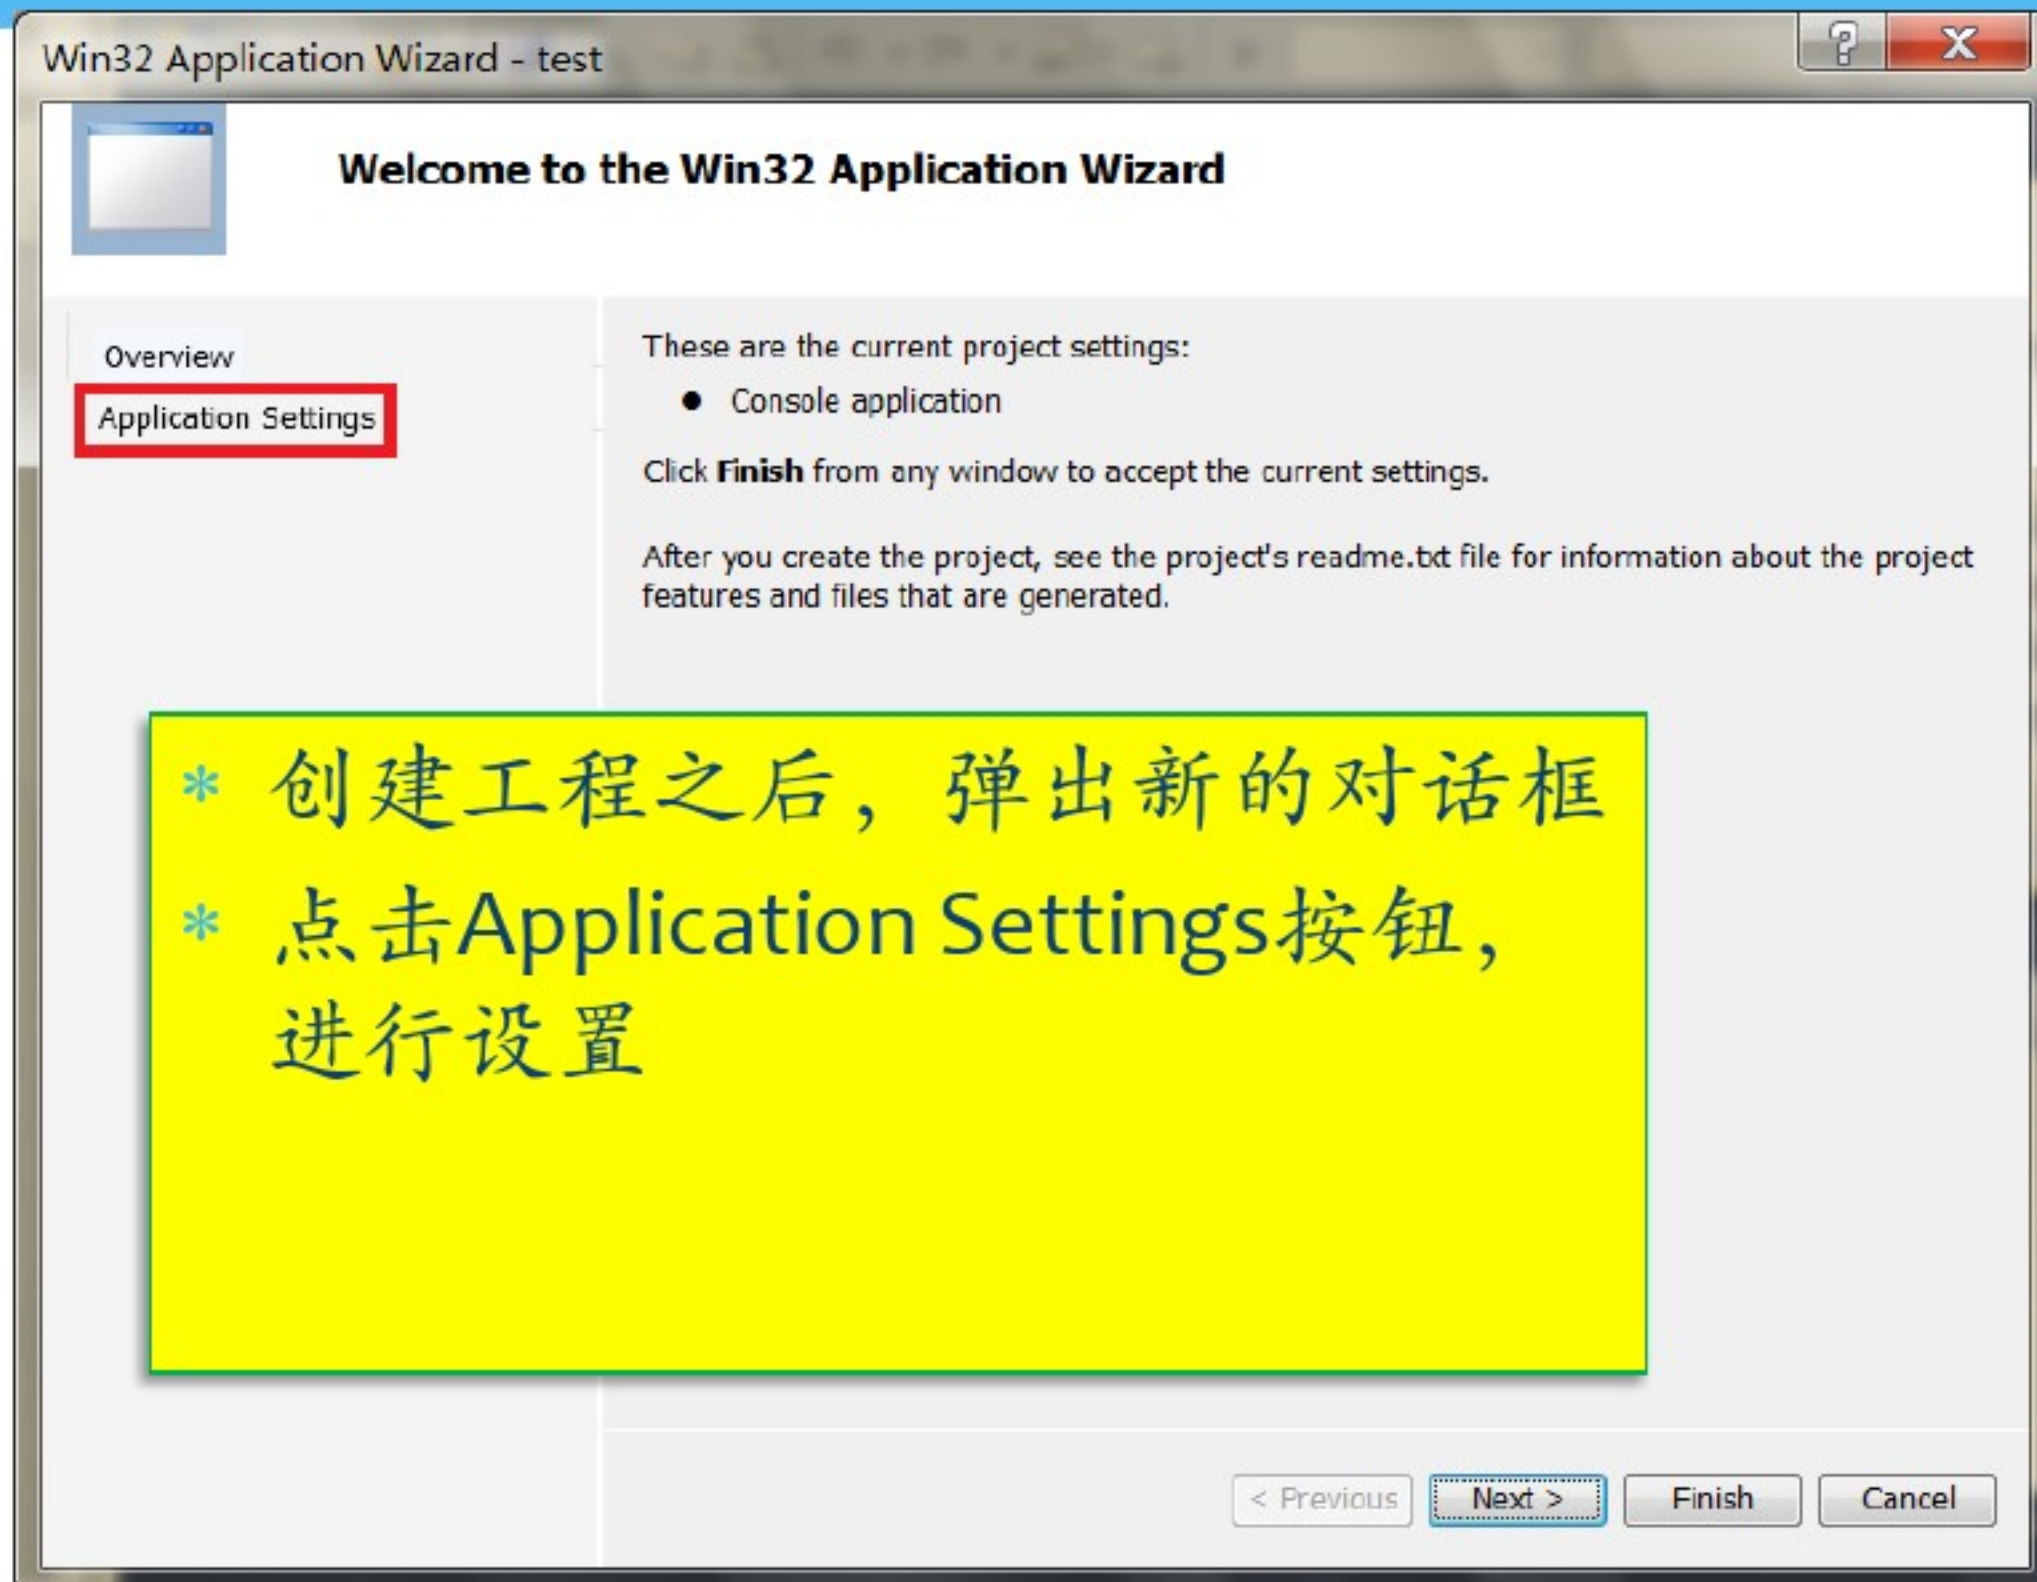 Win32 Application Wizard - test
Welcome to the Win32 Application Wizard
Overview
Application Settings
These are the current project settings:
● Console application
Click Finish from any window to accept the current settings.
After you create the project, see the project's readme.txt file for information about the project
features and files that are generated.
* 创建工程之后，弹出新的对话框
* 点击Application Settings按钮，
进行设置
< Previous
Next >
Finish
Cancel